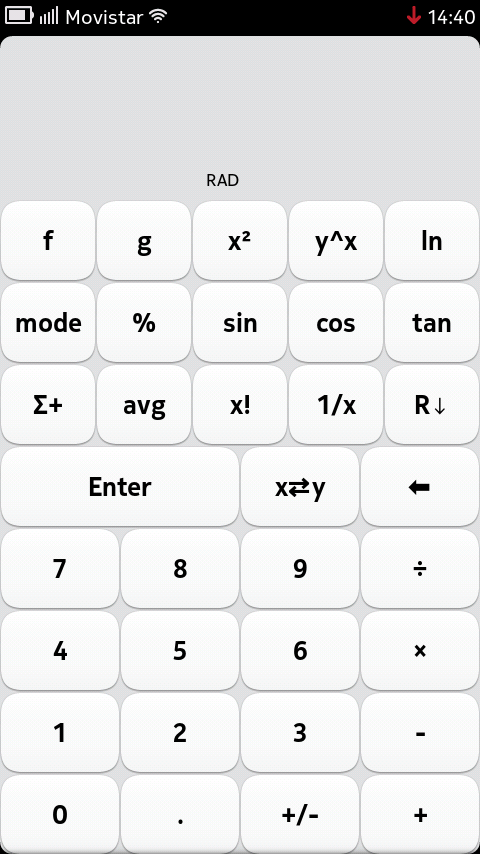 Movistar 14:40
RAD
f g x² y^x ln
mode % sin cos tan
Σ+ avg x! 1/x R↓
Enter x⇄y ⬅
7 8 9 ÷
4 5 6 ×
1 2 3 -
0 . +/- +